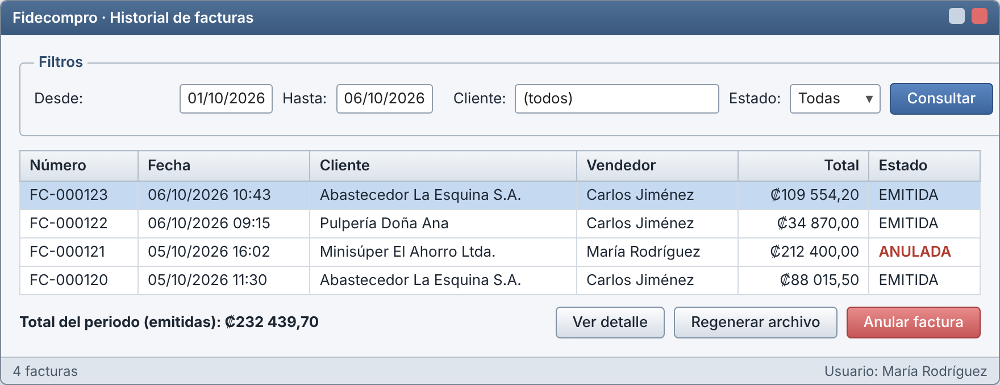 Fidecompro · Historial de facturas
Filtros
Desde: 01/10/2026 Hasta: 06/10/2026 Cliente: (todos) Estado: Todas ▼ Consultar
Número Fecha Cliente Vendedor Total Estado
FC-000123 06/10/2026 10:43 Abastecedor La Esquina S.A. Carlos Jiménez ₡109 554,20 EMITIDA
FC-000122 06/10/2026 09:15 Pulpería Doña Ana Carlos Jiménez ₡34 870,00 EMITIDA
FC-000121 05/10/2026 16:02 Minisúper El Ahorro Ltda. María Rodríguez ₡212 400,00 ANULADA
FC-000120 05/10/2026 11:30 Abastecedor La Esquina S.A. Carlos Jiménez ₡88 015,50 EMITIDA
Total del periodo (emitidas): ₡232 439,70 Ver detalle Regenerar archivo Anular factura
4 facturas Usuario: María Rodríguez